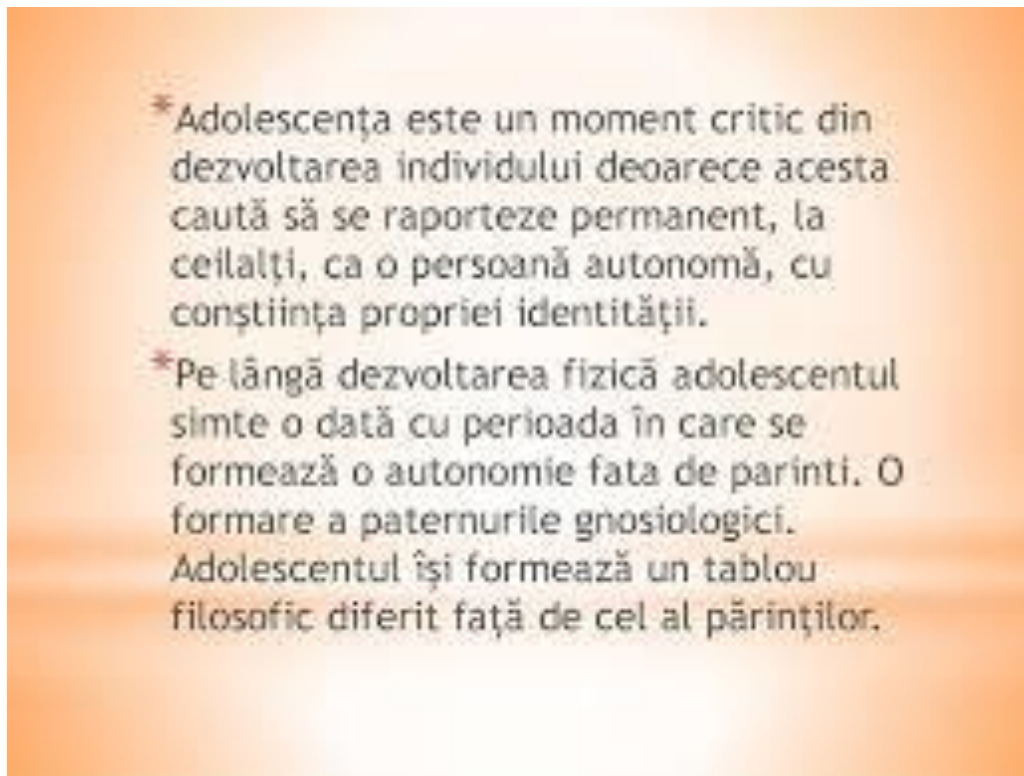 *Adolescența este un moment critic din
dezvoltarea individului deoarece acesta
caută să se raporteze permanent, la
ceilalți, ca o persoană autonomă, cu
conștiința propriei identității.
*Pe lângă dezvoltarea fizică adolescentul
simte o dată cu perioada în care se
formează o autonomie fata de parinti. O
formare a paternurile gnosiologici.
Adolescentul își formează un tablou
filosofic diferit față de cel al părinților.